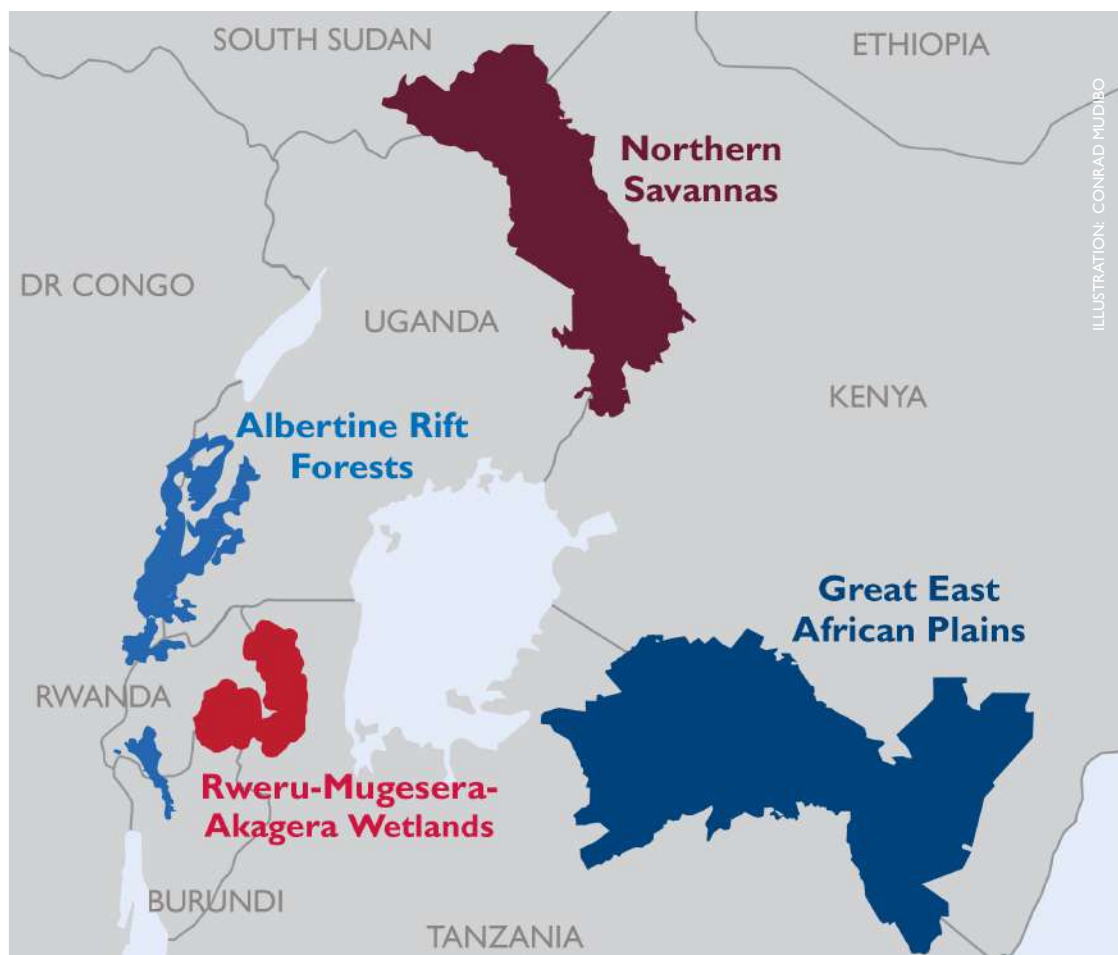 SOUTH SUDAN
ETHIOPIA
ILLUSTRATION: CONRAD MUDIBO
Northern
Savannas
DR CONGO
UGANDA
KENYA
Albertine Rift
Forests
Great East
African Plains
RWANDA
Rweru-Mugesera-
Akagera Wetlands
BURUNDI
TANZANIA